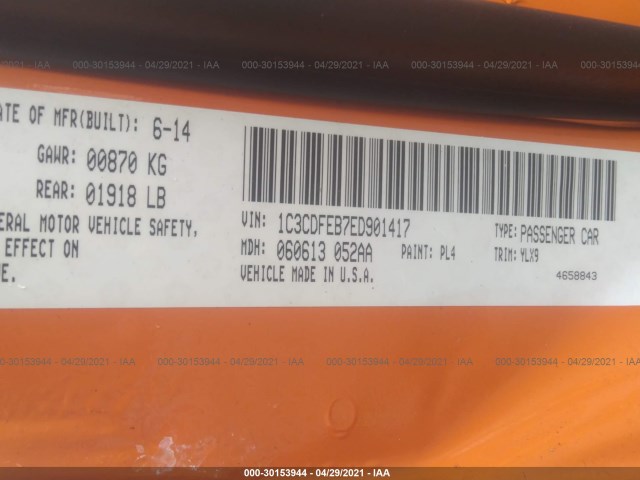 000-30153944 - 04/29/2021 - IAA
ATE OF MFR(BUILT): 6-14
GAWR: 00870 KG
REAR: 01918 LB
ERAL MOTOR VEHICLE SAFETY,
EFFECT ON
VIN: 1C3CDFEB7ED901417
TYPE: PASSENGER CAR
MDH: 060613 052AA
PAINT: PL4
TRIM: YLX9
VEHICLE MADE IN U.S.A.
4658843
000-30153944 - 04/29/2021 - IAA
000-30153944 - 04/29/2021 - IAA